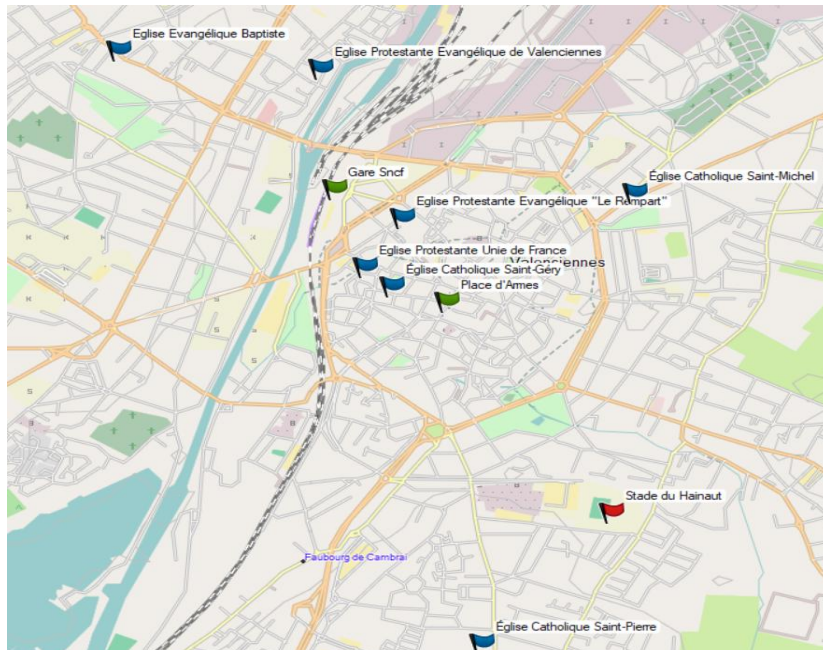 Eglise Evangélique Baptiste
Eglise Protestante Evangélique de Valenciennes
Gare Sncf
Église Catholique Saint-Michel
Eglise Protestante Evangélique "Le Rempart"
Eglise Protestante Unie de France
Valenciennes
Église Catholique Saint-Géry
Place d'Armes
Stade du Hainaut
Faubourg de Cambrai
Église Catholique Saint-Pierre